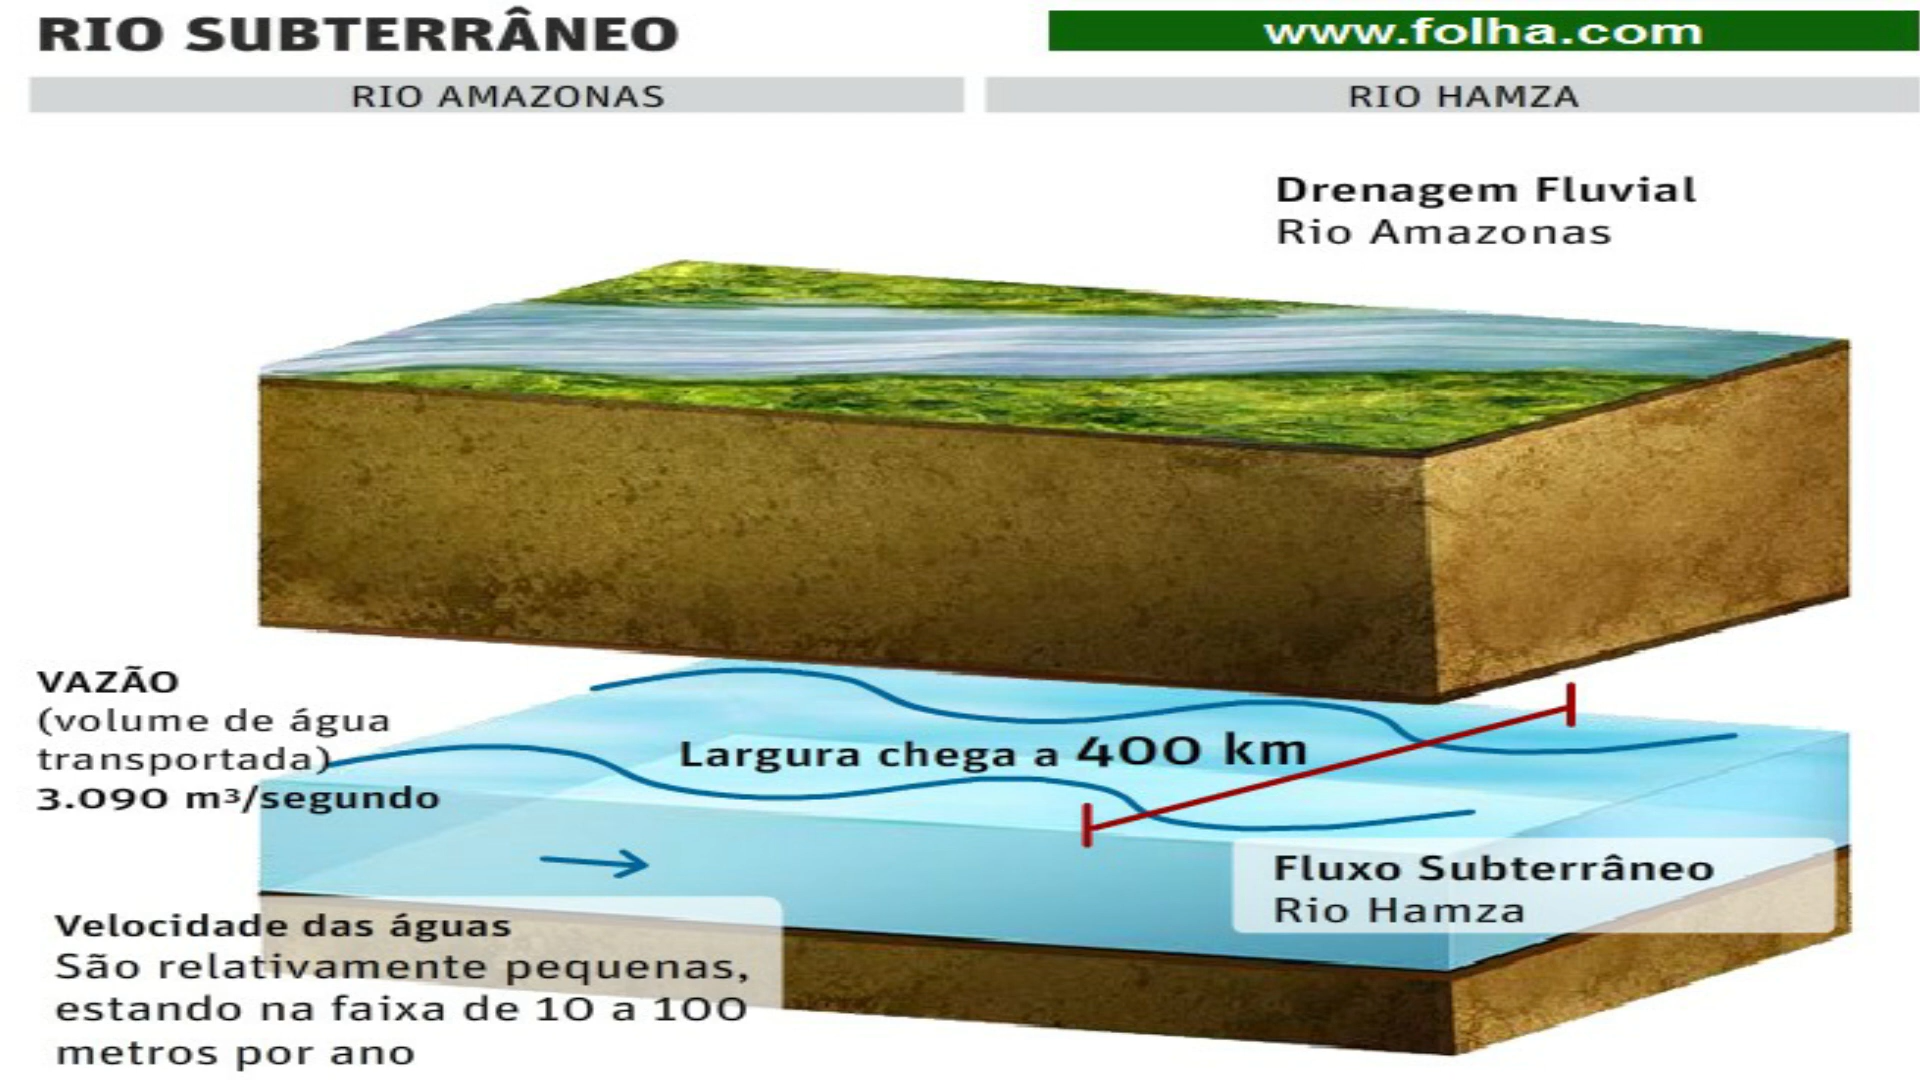 RIO SUBTERRÂNEO
www.folha.com
RIO AMAZONAS
RIO HAMZA
Drenagem Fluvial
Rio Amazonas
VAZÃO
(volume de água
transportada)
3.090 m³/segundo
Largura chega a 400 km
Fluxo Subterrâneo
Rio Hamza
Velocidade das águas
São relativamente pequenas,
estando na faixa de 10 a 100
metros por ano